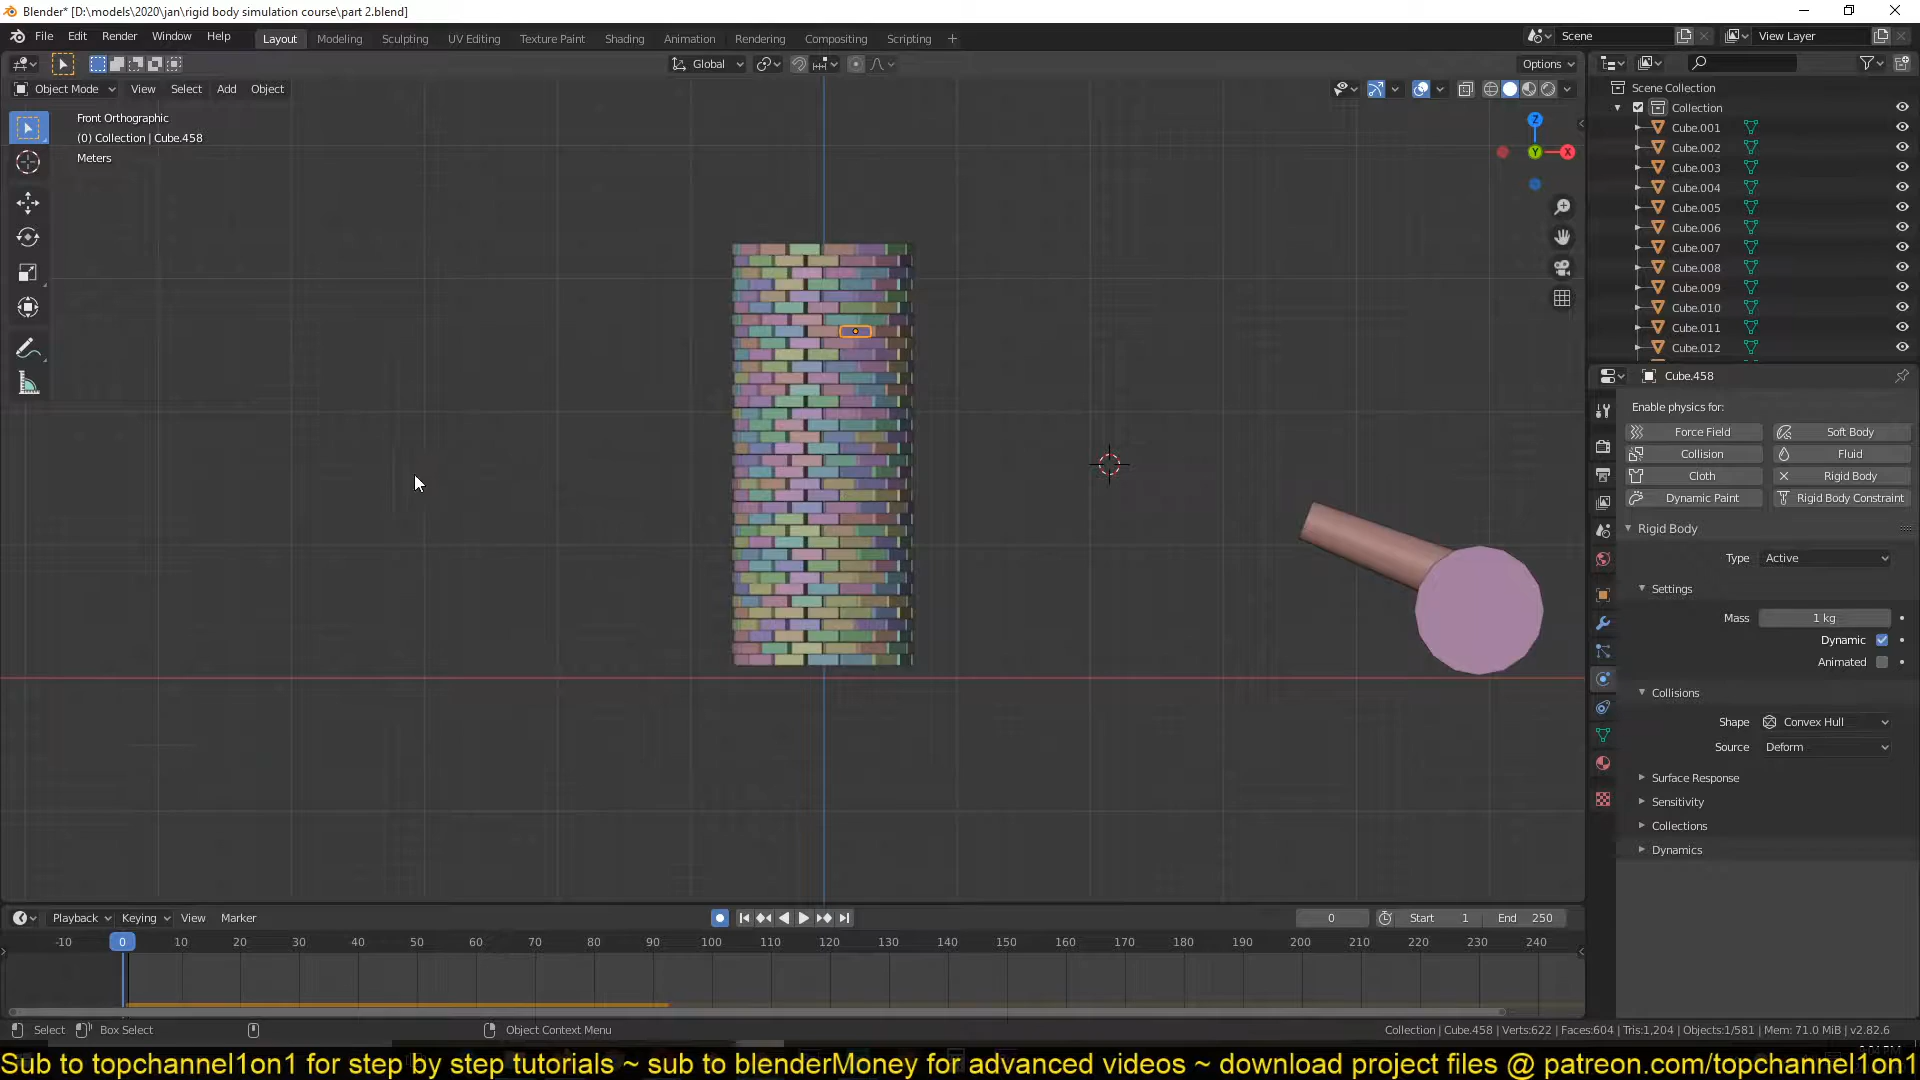 Blender* [D:\models\2020\jan\rigid body simulation course\part 2.blend]
File Edit Render Window Help
Layout Modeling Sculpting UV Editing Texture Paint Shading Animation Rendering Compositing Scripting
Scene
View Layer
Global
Options
Object Mode View Select Add Object
Front Orthographic
(0) Collection | Cube.458
Meters
Z
Y
X
Scene Collection
Collection
Cube.001
Cube.002
Cube.003
Cube.004
Cube.005
Cube.006
Cube.007
Cube.008
Cube.009
Cube.010
Cube.011
Cube.012
Cube.458
Enable physics for:
Force Field Soft Body
Collision Fluid
Cloth Rigid Body
Dynamic Paint Rigid Body Constraint
Rigid Body
Type Active
Settings
Mass 1 kg
Dynamic
Animated
Collisions
Shape Convex Hull
Source Deform
Surface Response
Sensitivity
Collections
Dynamics
Playback Keying View Marker
0 Start 1 End 250
-10 0 10 20 30 40 50 60 70 80 90 100 110 120 130 140 150 160 170 180 190 200 210 220 230 240
Select Box Select Object Context Menu
Collection | Cube.458 | Verts:622 | Faces:604 | Tris:1,204 | Objects:1/581 | Mem: 71.0 MiB | v2.82.6
Sub to topchannel1on1 for step by step tutorials ~ sub to blenderMoney for advanced videos ~ download project files @ patreon.com/topchannel1on1